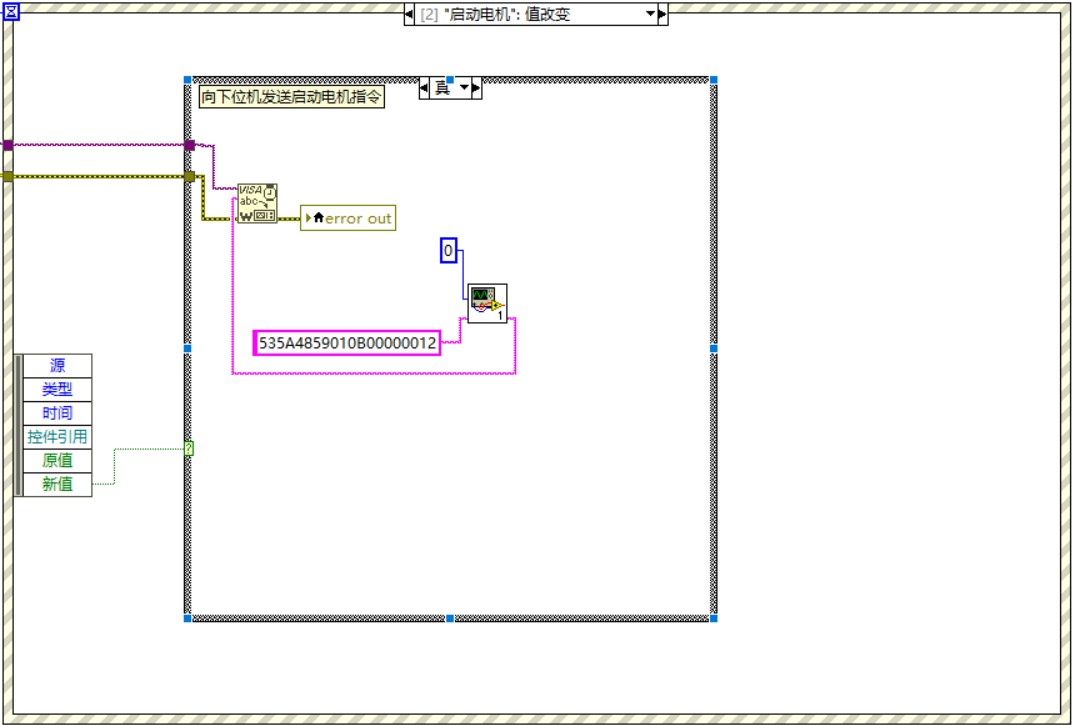 [2] "启动电机": 值改变
真
向下位机发送启动电机指令
VISA
abc
W
error out
0
1
535A4859010B00000012
源
类型
时间
控件引用
原值
?
新值